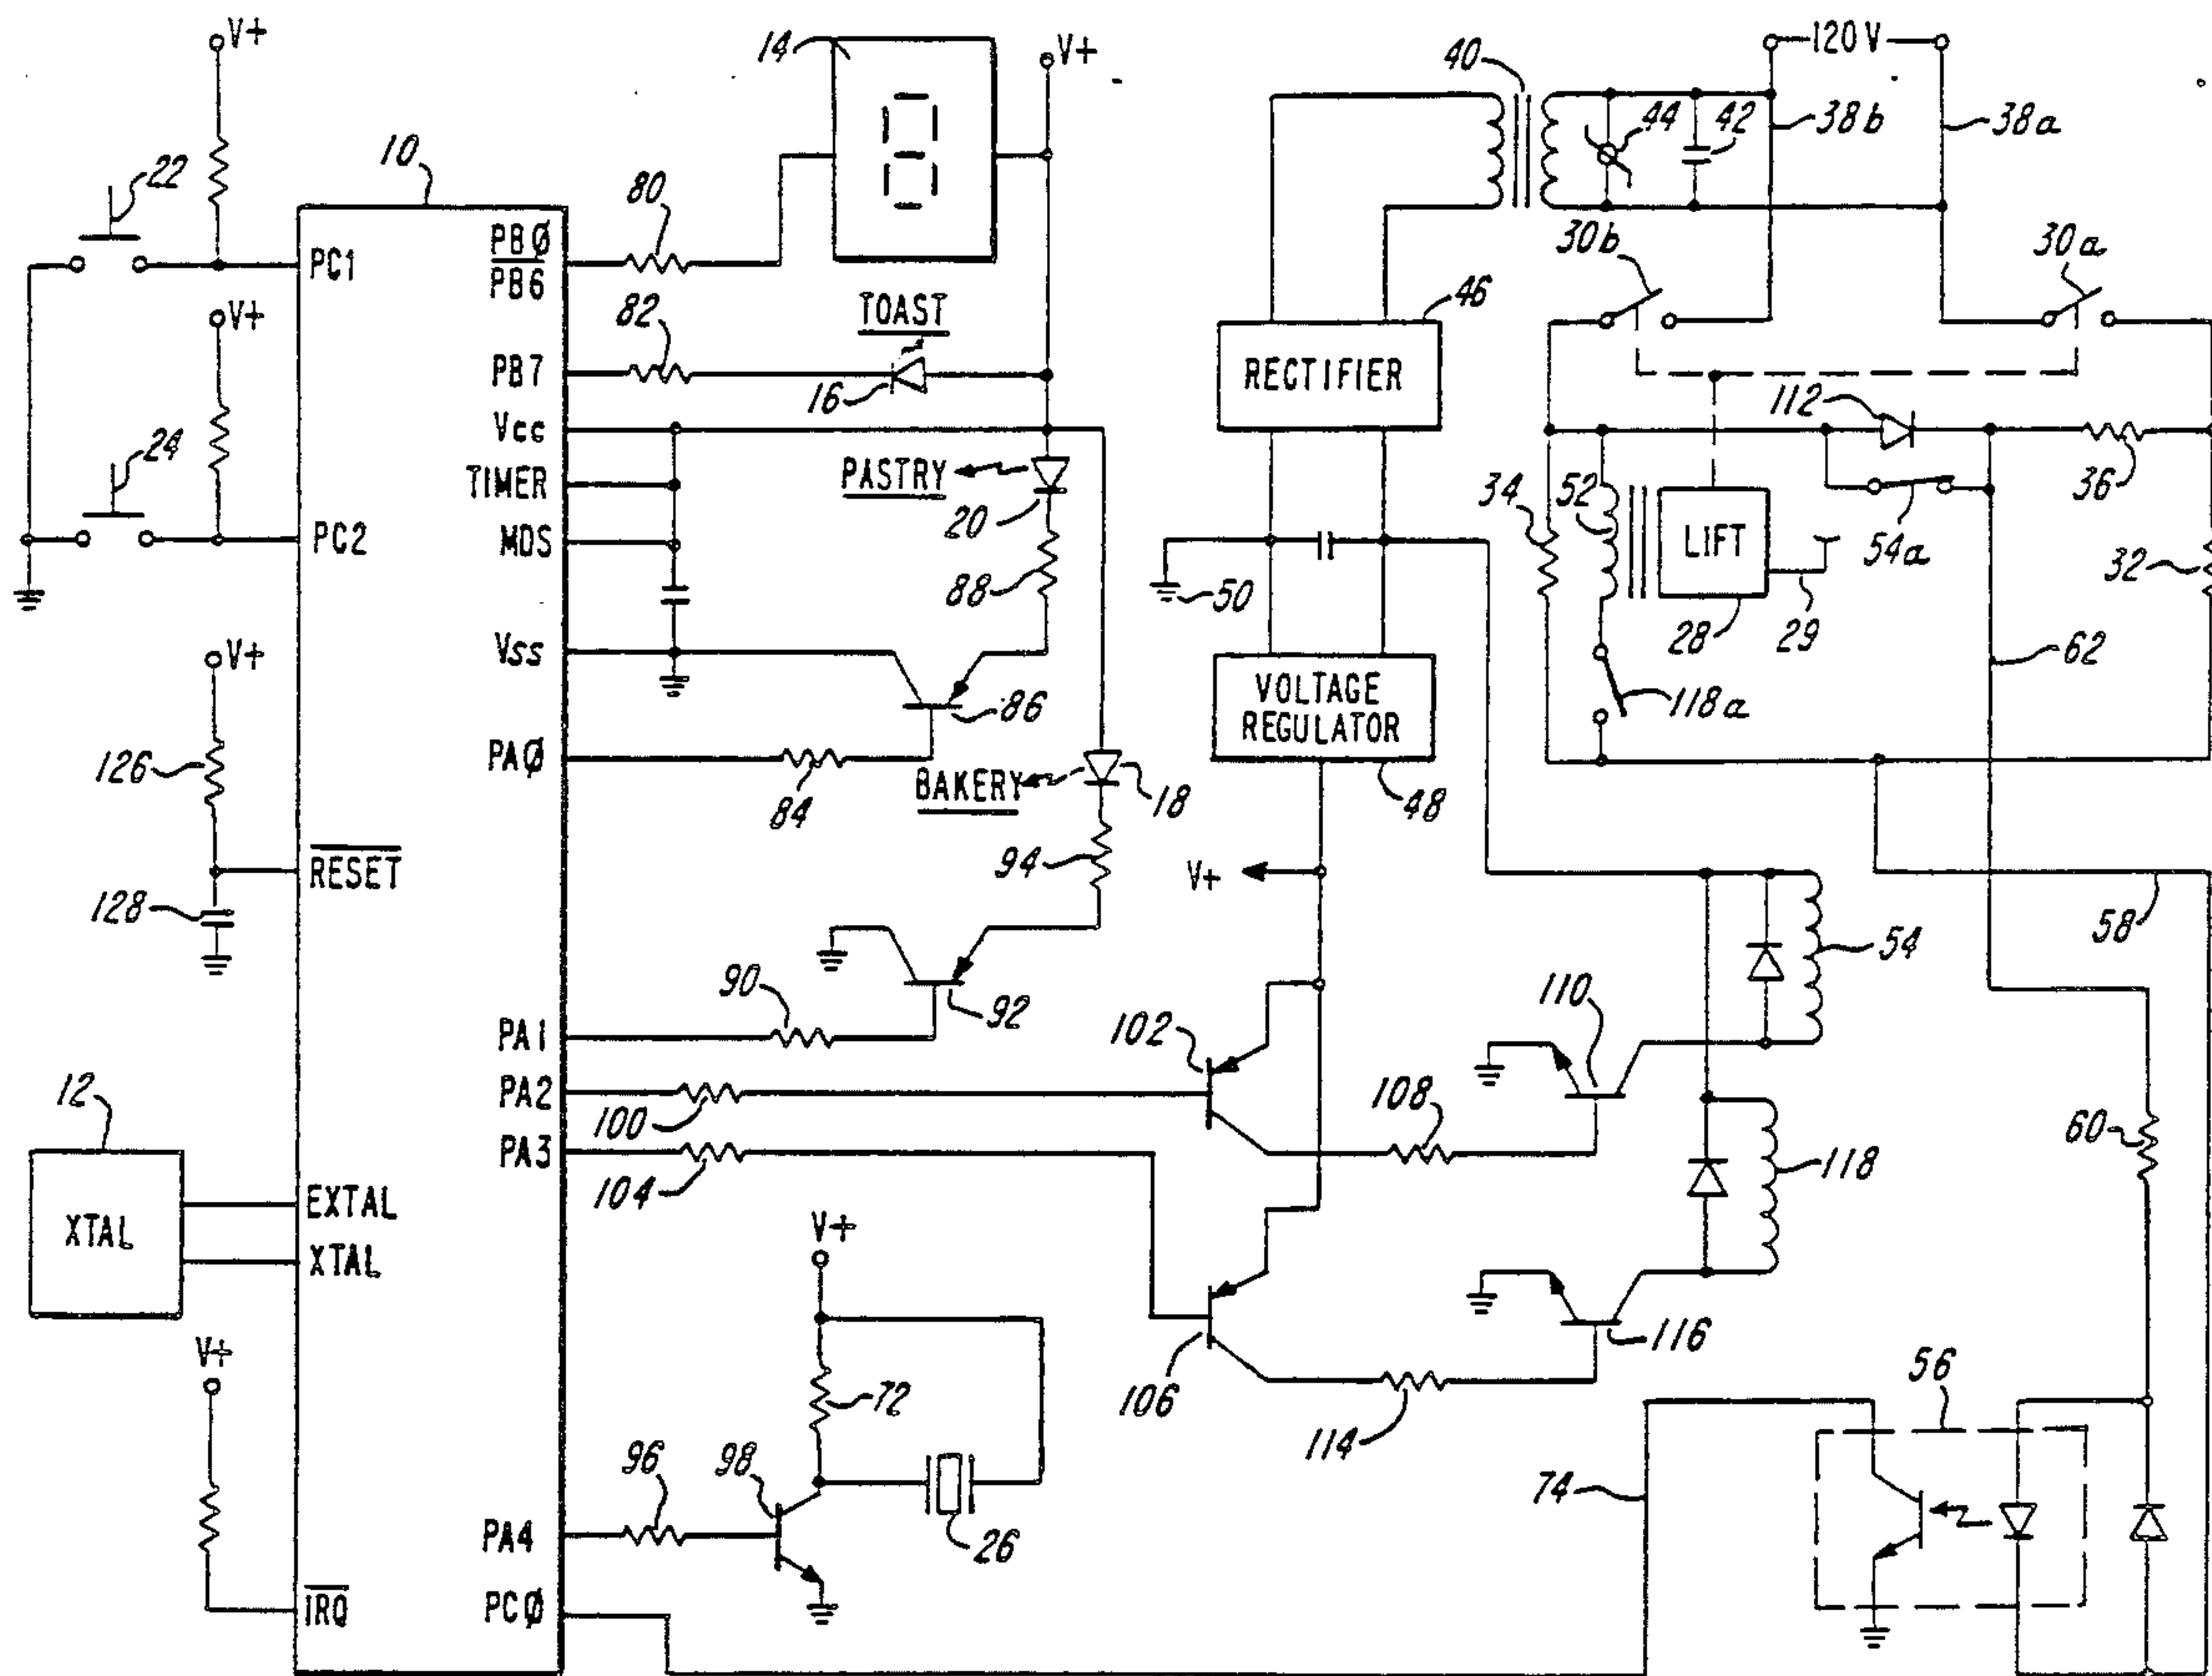 V+
14
V+
40
120V
22
10
80
44
42
38b
38a
PC1
PBØ
PB6
30b
30a
V+
82
TOAST
46
PB7
16
RECTIFIER
112
Vcc
24
TIMER
PASTRY
34
52
36
PC2
MDS
20
LIFT
54a
88
50
32
V+
Vss
28
29
62
86
VOLTAGE
REGULATOR
118a
126
PAØ
84
BAKERY
18
48
RESET
94
V+
128
58
54
90
92
110
PA1
102
12
PA2
100
108
60
PA3
104
118
XTAL
EXTAL
XTAL
V+
V+
106
116
72
114
56
96
98
74
PA4
26
IRQ
PCØ